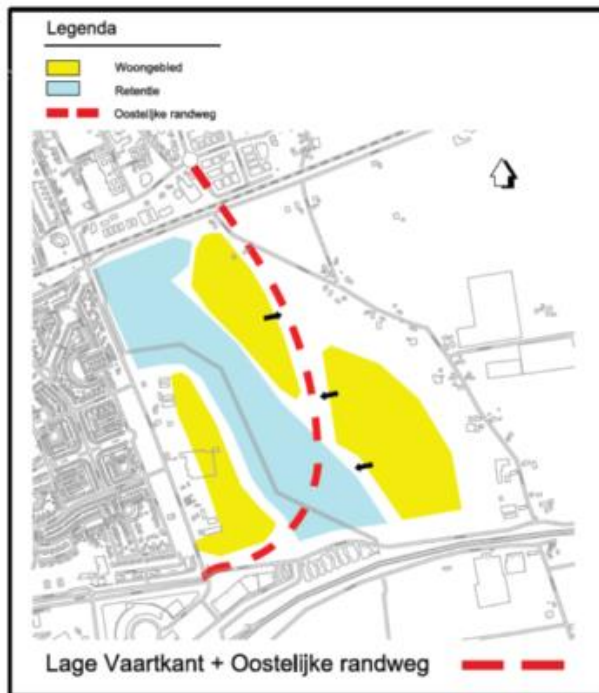 Legenda
Woongebied
Retentie
Oostelijke randweg
Lage Vaartkant + Oostelijke randweg